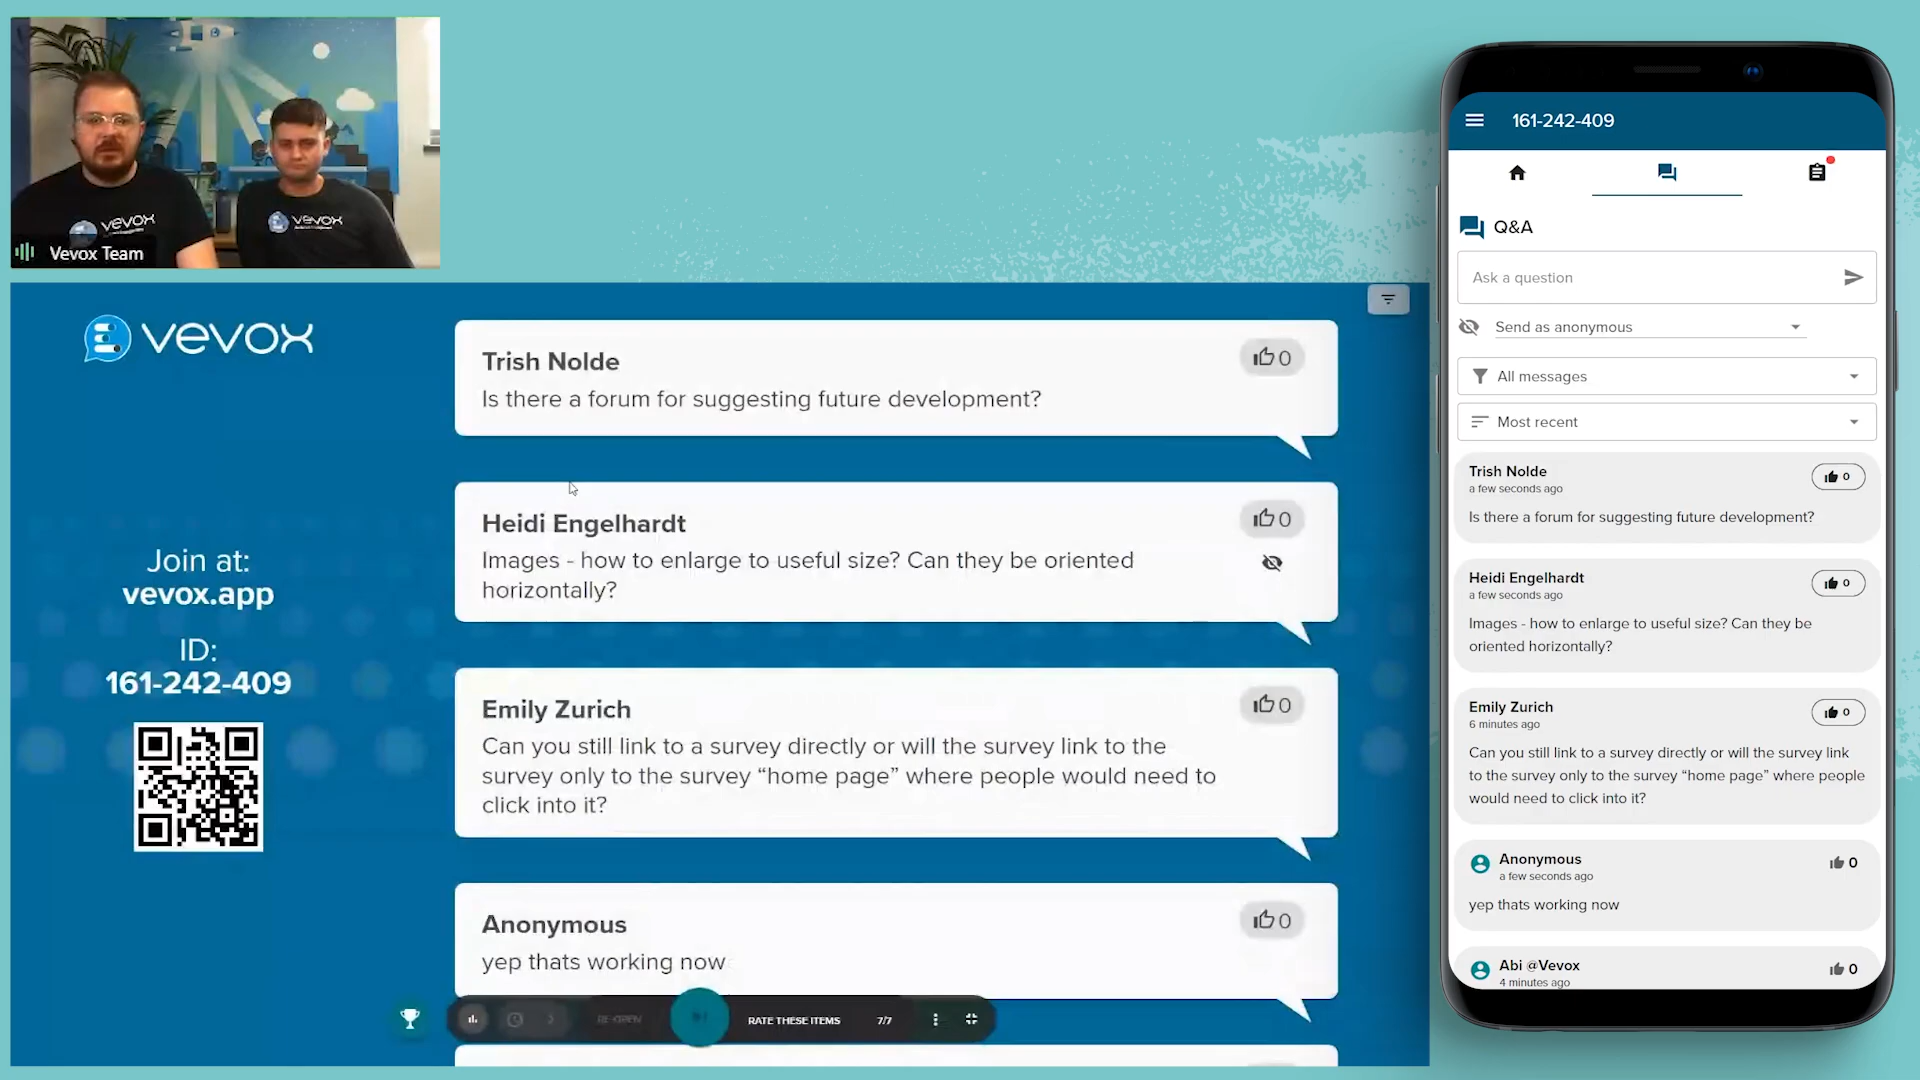 vevox
vevox
Vevox Team
vevox
Join at:
vevox.app
ID:
161-242-409
Trish Nolde
0
Is there a forum for suggesting future development?
Heidi Engelhardt
0
Images - how to enlarge to useful size? Can they be oriented
horizontally?
Emily Zurich
0
Can you still link to a survey directly or will the survey link to the
survey only to the survey “home page” where people would need to
click into it?
Anonymous
0
yep thats working now
RE-OPEN
RATE THESE ITEMS
7/7
161-242-409
Q&A
Ask a question
Send as anonymous
All messages
Most recent
Trish Nolde
a few seconds ago
0
Is there a forum for suggesting future development?
Heidi Engelhardt
a few seconds ago
0
Images - how to enlarge to useful size? Can they be
oriented horizontally?
Emily Zurich
6 minutes ago
0
Can you still link to a survey directly or will the survey link
to the survey only to the survey “home page” where people
would need to click into it?
Anonymous
a few seconds ago
0
yep thats working now
Abi @Vevox
4 minutes ago
0